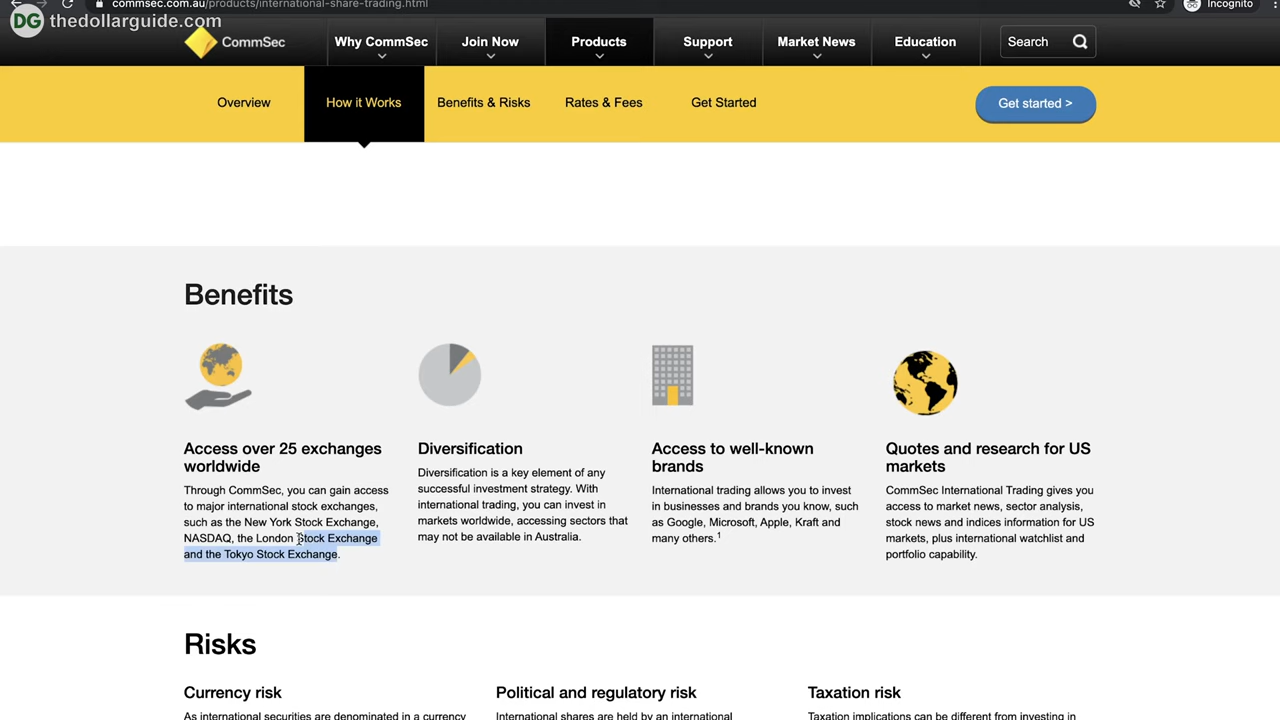 commsec.com.au/products/international-share-trading.html
Incognito
DG thedollarguide.com
CommSec
Why CommSec
Join Now
Products
Support
Market News
Education
Search
Overview
How it Works
Benefits & Risks
Rates & Fees
Get Started
Get started >
Benefits
Access over 25 exchanges
worldwide
Through CommSec, you can gain access
to major international stock exchanges,
such as the New York Stock Exchange,
NASDAQ, the London Stock Exchange
and the Tokyo Stock Exchange.
Diversification
Diversification is a key element of any
successful investment strategy. With
international trading, you can invest in
markets worldwide, accessing sectors that
may not be available in Australia.
Access to well-known
brands
International trading allows you to invest
in businesses and brands you know, such
as Google, Microsoft, Apple, Kraft and
many others.¹
Quotes and research for US
markets
CommSec International Trading gives you
access to market news, sector analysis,
stock news and indices information for US
markets, plus international watchlist and
portfolio capability.
Risks
Currency risk
As international securities are denominated in a currency
Political and regulatory risk
International shares are held by an international
Taxation risk
Taxation implications can be different from investing in